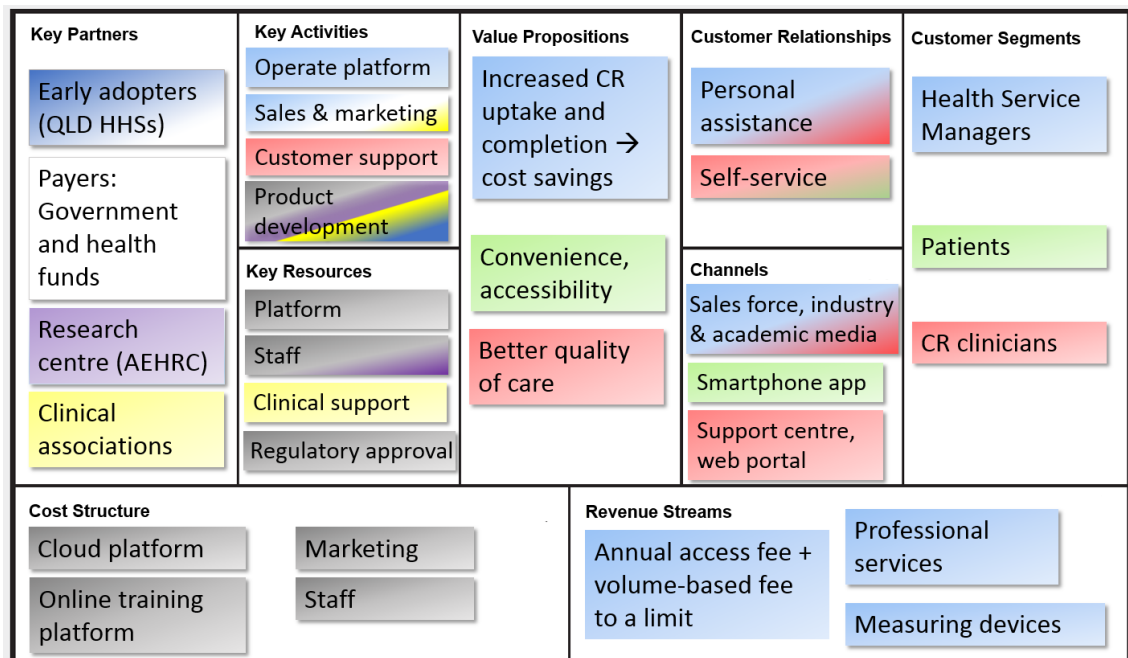 Key Partners
Early adopters
(QLD HHSs)
Payers:
Government
and health
funds
Research
centre (AEHRC)
Clinical
associations
Key Activities
Operate platform
Sales & marketing
Customer support
Product
development
Key Resources
Platform
Staff
Clinical support
Regulatory approval
Value Propositions
Increased CR
uptake and
completion →
cost savings
Convenience,
accessibility
Better quality
of care
Customer Relationships
Personal
assistance
Self-service
Channels
Sales force, industry
& academic media
Smartphone app
Support centre,
web portal
Customer Segments
Health Service
Managers
Patients
CR clinicians
Cost Structure
Cloud platform
Online training
platform
Marketing
Staff
Revenue Streams
Annual access fee +
volume-based fee
to a limit
Professional
services
Measuring devices